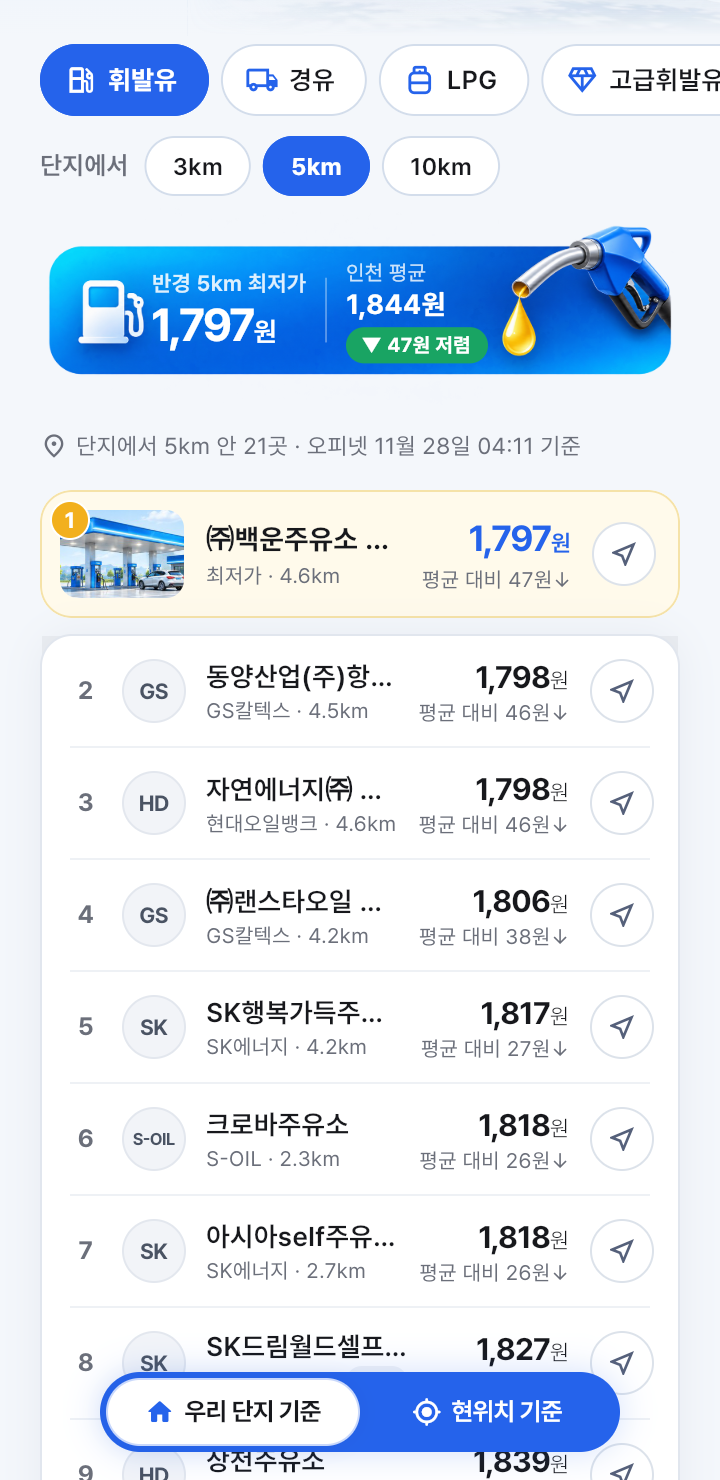 휘발유 경유 LPG 고급휘발유
단지에서 3km 5km 10km
반경 5km 최저가
1,797원
인천 평균
1,844원
▼ 47원 저렴
단지에서 5km 안 21곳 · 오피넷 11월 28일 04:11 기준
1
㈜백운주유소 ... 1,797원
최저가 · 4.6km 평균 대비 47원↓
2 GS 동양산업(주)항... 1,798원
GS칼텍스 · 4.5km 평균 대비 46원↓
3 HD 자연에너지㈜ ... 1,798원
현대오일뱅크 · 4.6km 평균 대비 46원↓
4 GS ㈜랜스타오일 ... 1,806원
GS칼텍스 · 4.2km 평균 대비 38원↓
5 SK SK행복가득주... 1,817원
SK에너지 · 4.2km 평균 대비 27원↓
6 S-OIL 크로바주유소 1,818원
S-OIL · 2.3km 평균 대비 26원↓
7 SK 아시아self주유... 1,818원
SK에너지 · 2.7km 평균 대비 26원↓
8 SK SK드림월드셀프... 1,827원
우리 단지 기준 현위치 기준
9 HD 상전주유소 1,839원